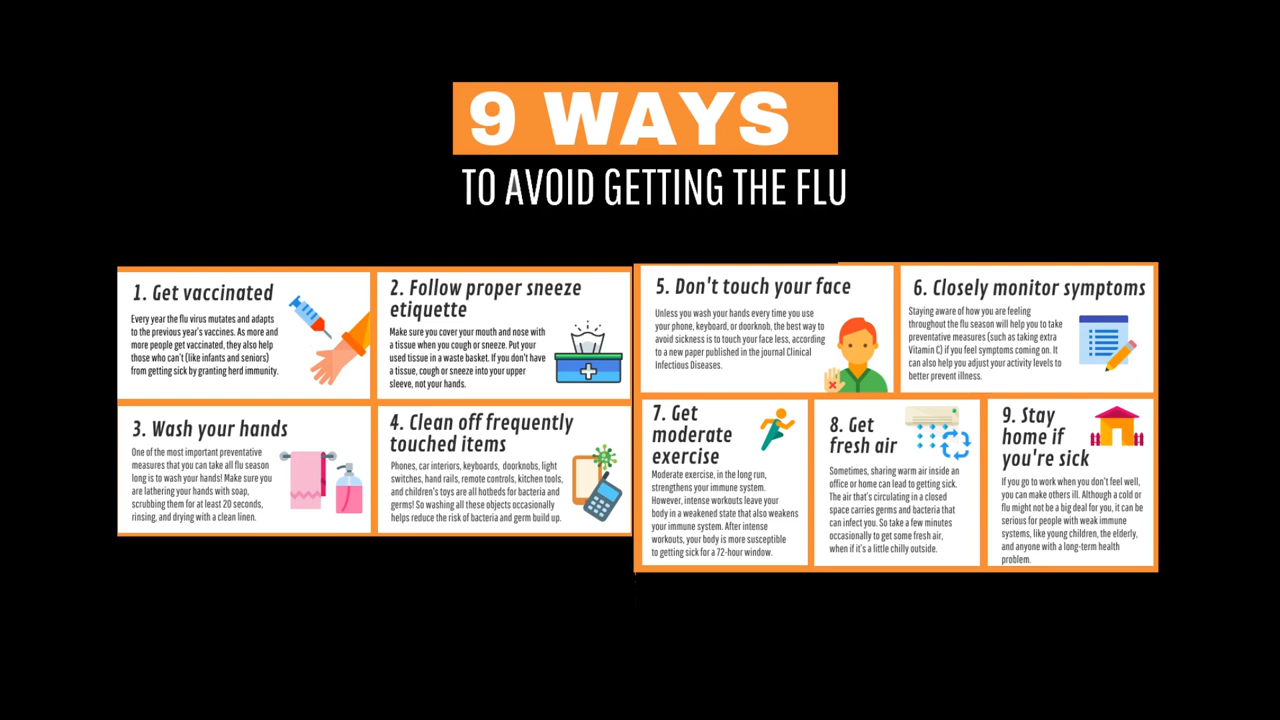 9 WAYS
TO AVOID GETTING THE FLU
1. Get vaccinated
Every year the flu virus mutates and adapts
to the previous year's vaccines. As more and
more people get vaccinated, they also help
those who can't (like infants and seniors)
from getting sick by granting herd immunity.
2. Follow proper sneeze
etiquette
Make sure you cover your mouth and nose with
a tissue when you cough or sneeze. Put your
used tissue in a waste basket. If you don't have
a tissue, cough or sneeze into your upper
sleeve, not your hands.
3. Wash your hands
One of the most important preventative
measures that you can take all flu season
long is to wash your hands! Make sure you
are lathering your hands with soap,
scrubbing them for at least 20 seconds,
rinsing, and drying with a clean linen.
4. Clean off frequently
touched items
Phones, car interiors, keyboards, doorknobs, light
switches, hand rails, remote controls, kitchen tools,
and children's toys are all hotbeds for bacteria and
germs! So washing all these objects occasionally
helps reduce the risk of bacteria and germ build up.
5. Don't touch your face
Unless you wash your hands every time you use
your phone, keyboard, or doorknob, the best way to
avoid sickness is to touch your face less, according
to a new paper published in the journal Clinical
Infectious Diseases.
6. Closely monitor symptoms
Staying aware of how you are feeling
throughout the flu season will help you to take
preventative measures (such as taking extra
Vitamin C) if you feel symptoms coming on. It
can also help you adjust your activity levels to
better prevent illness.
7. Get
moderate
exercise
Moderate exercise, in the long run,
strengthens your immune system.
However, intense workouts leave your
body in a weakened state that also weakens
your immune system. After intense
workouts, your body is more susceptible
to getting sick for a 72-hour window.
8. Get
fresh air
Sometimes, sharing warm air inside an
office or home can lead to getting sick.
The air that's circulating in a closed
space carries germs and bacteria that
can infect you. So take a few minutes
occasionally to get some fresh air,
when if it's a little chilly outside.
9. Stay
home if
you're sick
If you go to work when you don't feel well,
you can make others ill. Although a cold or
flu might not be a big deal for you, it can be
serious for people with weak immune
systems, like young children, the elderly,
and anyone with a long-term health
problem.